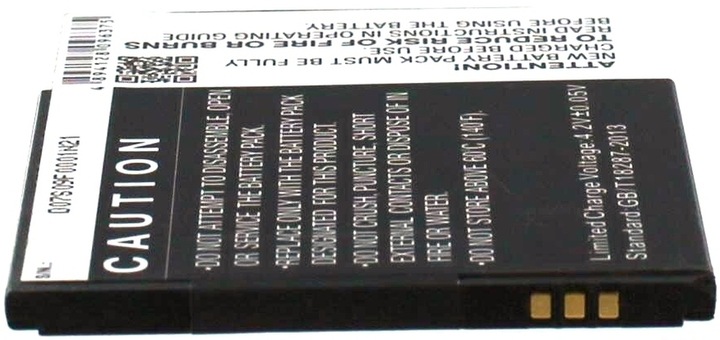 ATTENTION!
NEW BATTERY PACK MUST BE FULLY
CHARGED BEFORE USE.
TO REDUCE RISK OF FIRE OR BURNS
READ INSTRUCTIONS IN OPERATING GUIDE
BEFORE USING THE BATTERY.
4894128096375
S/N.:
D07S09F0001N21
CAUTION
•DO NOT ATTEMPT TO DISASSEMBLE, OPEN
OR SERVICE THE BATTERY PACK.
•REPLACE ONLY WITH THE BATTERY PACK
DESIGNATED FOR THIS PRODUCT.
•DO NOT CRUSH, PUNCTURE, SHORT
EXTERNAL CONTACTS OR DISPOSE OF IN
FIRE OR WATER.
•DO NOT STORE ABOVE 60C (140F).
Limited Charge Voltage:4.2V±0.05V
Standard:GB/T18287-2013